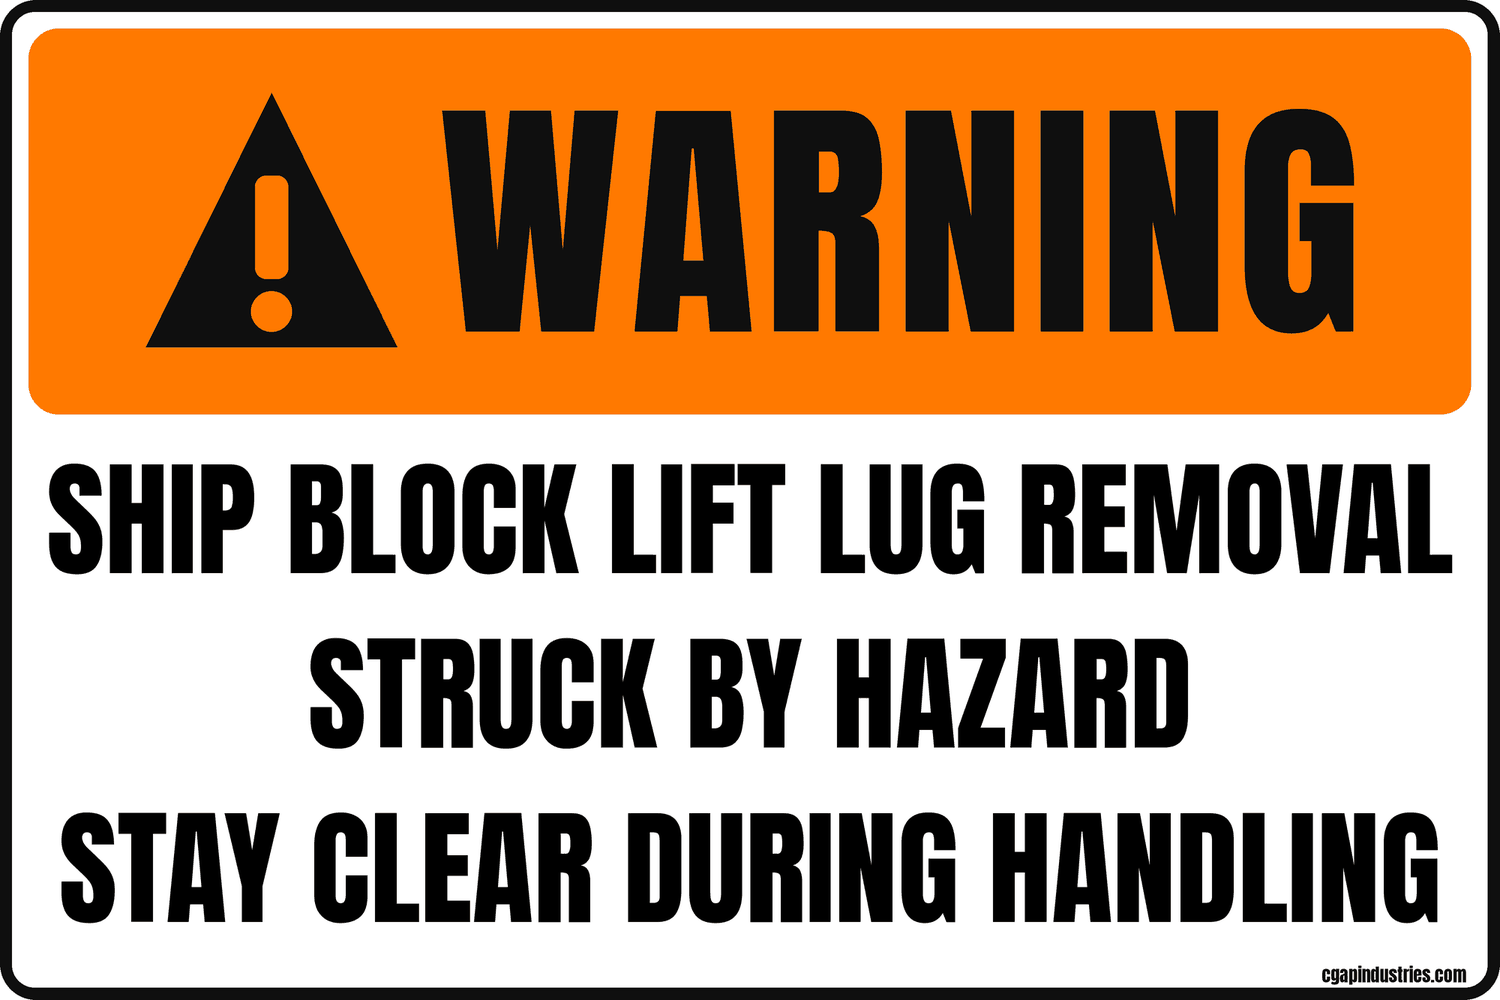 WARNING
SHIP BLOCK LIFT LUG REMOVAL
STRUCK BY HAZARD
STAY CLEAR DURING HANDLING
cgapindustries.com